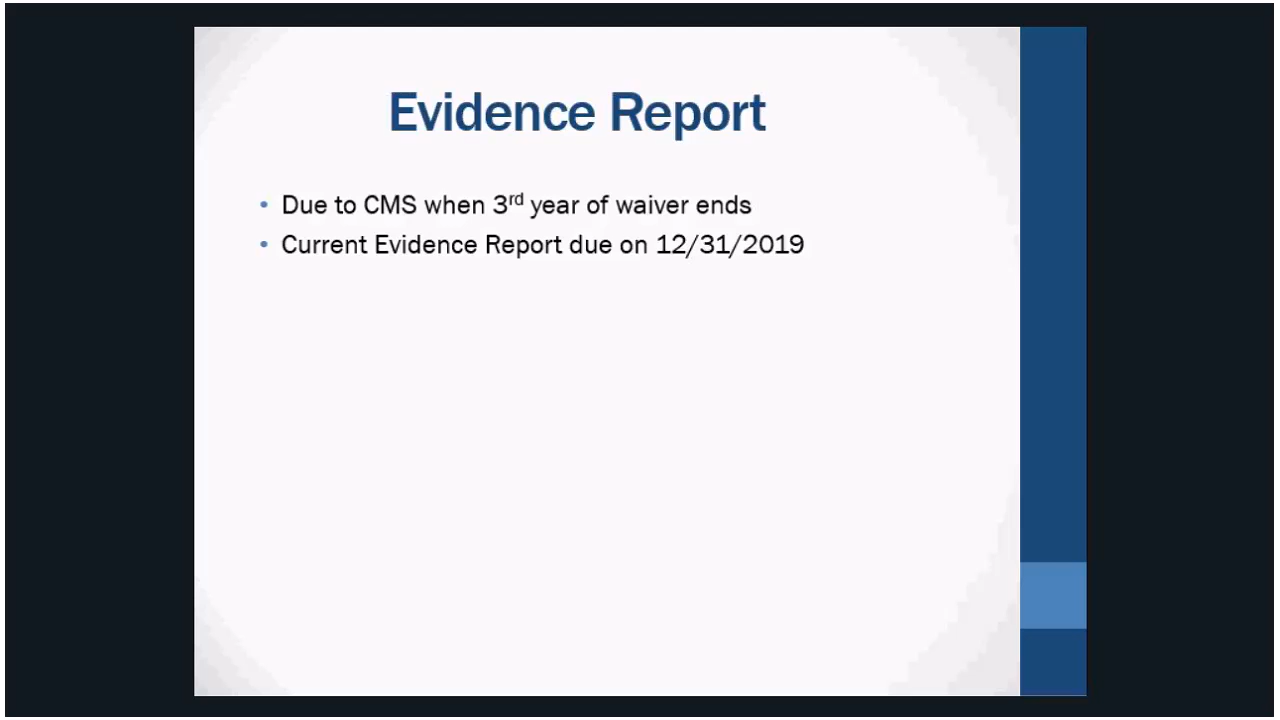 Evidence Report
• Due to CMS when 3rd year of waiver ends
• Current Evidence Report due on 12/31/2019